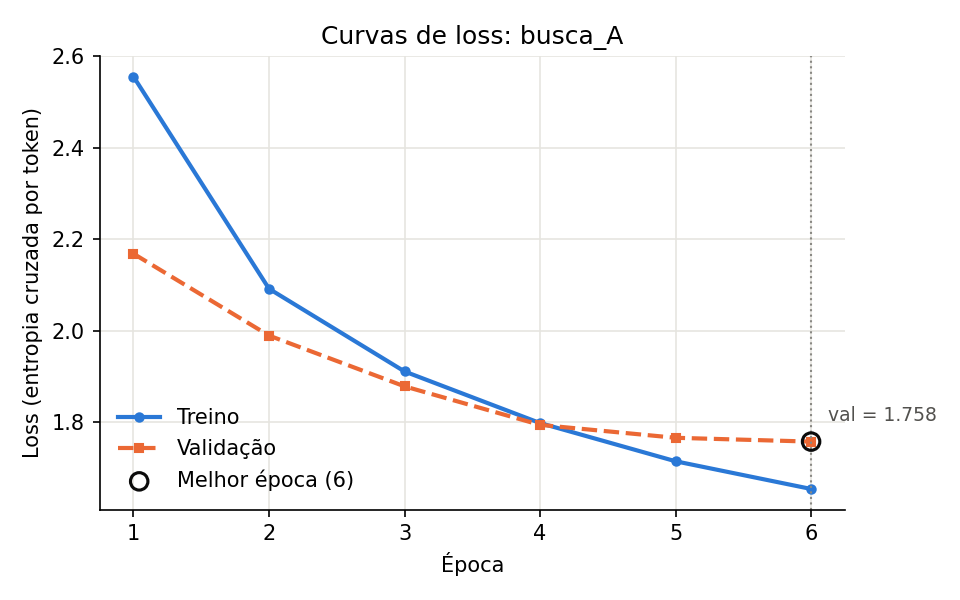 Curvas de loss: busca_A
Loss (entropia cruzada por token)
2.6
2.4
2.2
2.0
1.8
val = 1.758
Treino
Validação
Melhor época (6)
1 2 3 4 5 6
Época